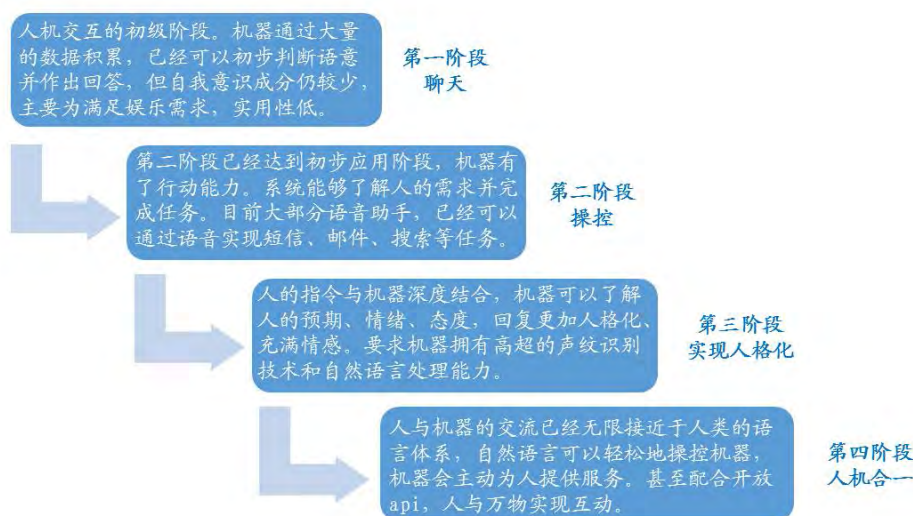 人机交互的初级阶段。机器通过大量
的数据积累，已经可以初步判断语意
并作出回答，但自我意识成分仍较少，
主要为满足娱乐需求，实用性低。
第一阶段
聊天
第二阶段已经达到初步应用阶段，机器有
了行动能力。系统能够了解人的需求并完
成任务。目前大部分语音助手，已经可以
通过语音实现短信、邮件、搜索等任务。
第二阶段
操控
人的指令与机器深度结合，机器可以了解
人的预期、情绪、态度，回复更加人格化、
充满情感。要求机器拥有高超的声纹识别
技术和自然语言处理能力。
第三阶段
实现人格化
人与机器的交流已经无限接近于人类的语
言体系，自然语言可以轻松地操控机器，
机器会主动为人提供服务。甚至配合开放
api，人与万物实现互动。
第四阶段
人机合一